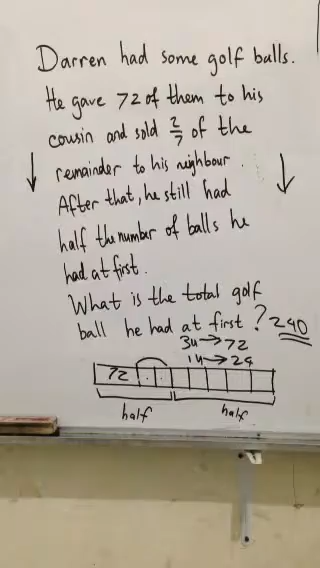 Darren had some golf balls.
He gave 72 of them to his
cousin and sold 2/7 of the
remainder to his neighbour.
After that, he still had
half the number of balls he
had at first.
What is the total golf
ball he had at first? 240
3u → 72
1u → 24
72
half half